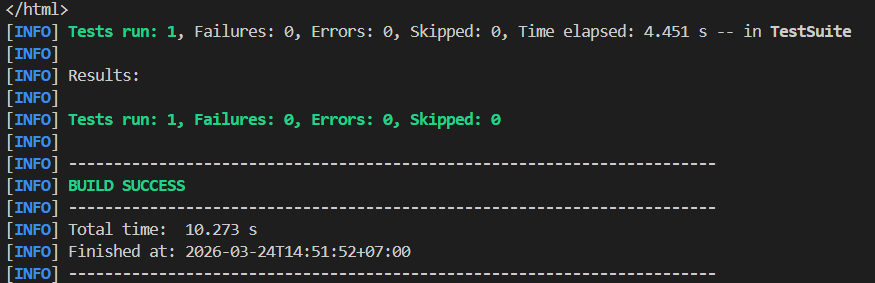 </html>
[INFO] Tests run: 1, Failures: 0, Errors: 0, Skipped: 0, Time elapsed: 4.451 s -- in TestSuite
[INFO]
[INFO] Results:
[INFO]
[INFO] Tests run: 1, Failures: 0, Errors: 0, Skipped: 0
[INFO]
[INFO] ------------------------------------------------------------------------
[INFO] BUILD SUCCESS
[INFO] ------------------------------------------------------------------------
[INFO] Total time:  10.273 s
[INFO] Finished at: 2026-03-24T14:51:52+07:00
[INFO] ------------------------------------------------------------------------